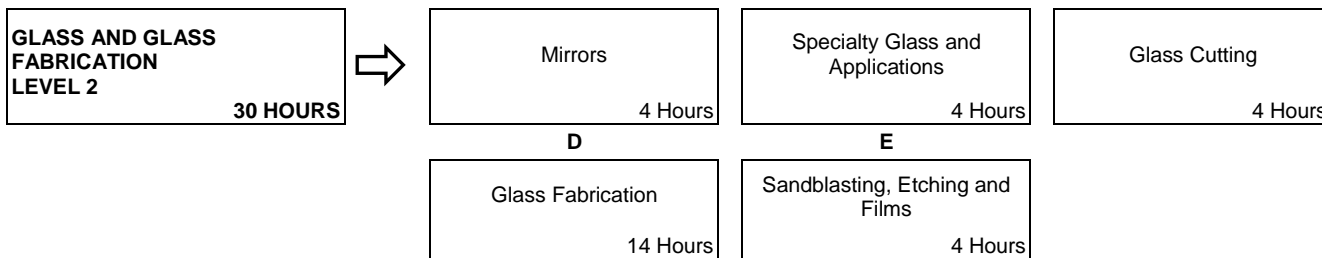 GLASS AND GLASS
FABRICATION
LEVEL 2
30 HOURS
Mirrors
4 Hours
Specialty Glass and
Applications
4 Hours
Glass Cutting
4 Hours
D
E
Glass Fabrication
14 Hours
Sandblasting, Etching and
Films
4 Hours